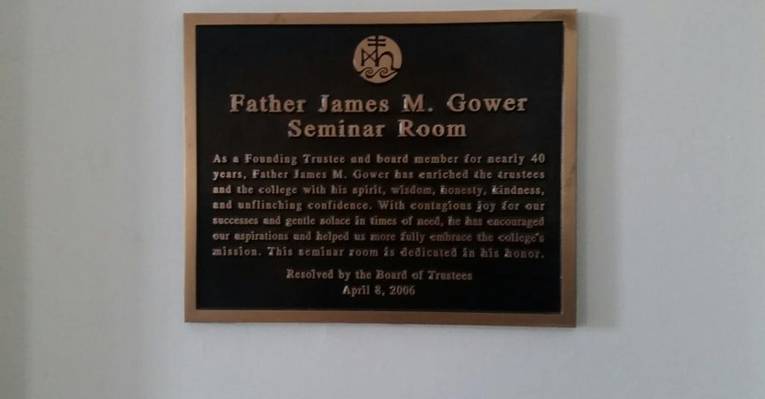 Father James M. Gower
Seminar Room
As a Founding Trustee and board member for nearly 40
years, Father James M. Gower has enriched the trustees
and the college with his spirit, wisdom, honesty, kindness,
and unflinching confidence. With contagious joy for our
successes and gentle solace in times of need, he has encouraged
our aspirations and helped us more fully embrace the college's
mission. This seminar room is dedicated in his honor.
Resolved by the Board of Trustees
April 8, 2006